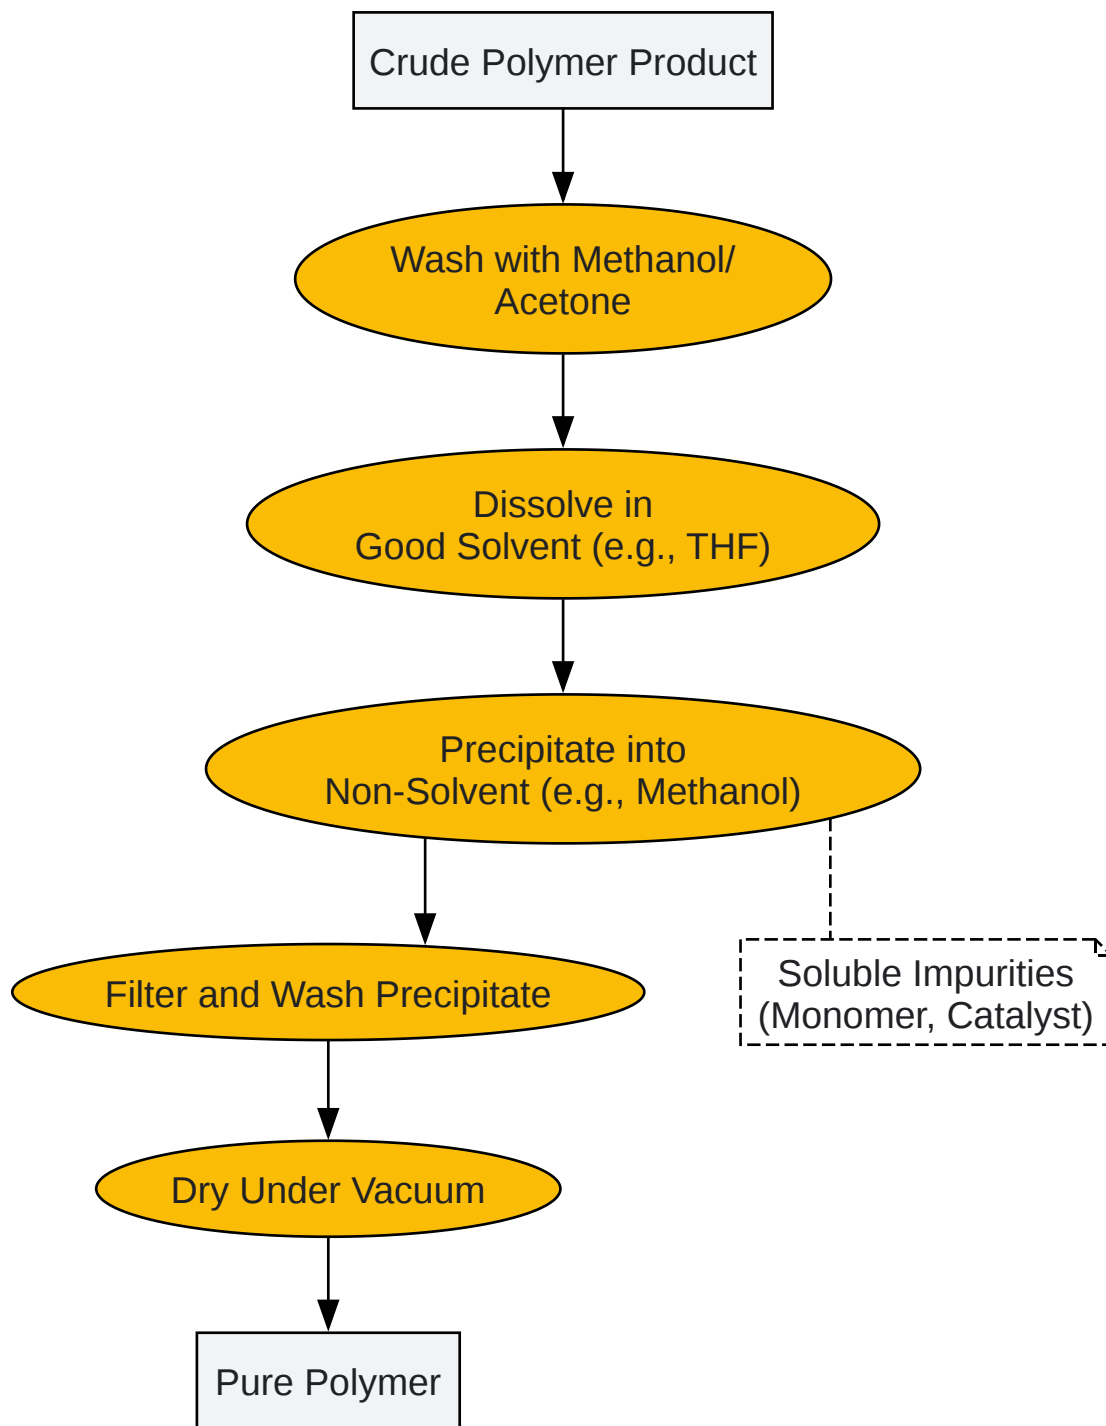 Crude Polymer Product
Wash with Methanol/
Acetone
Dissolve in
Good Solvent (e.g., THF)
Precipitate into
Non-Solvent (e.g., Methanol)
Filter and Wash Precipitate
Soluble Impurities
(Monomer, Catalyst)
Dry Under Vacuum
Pure Polymer